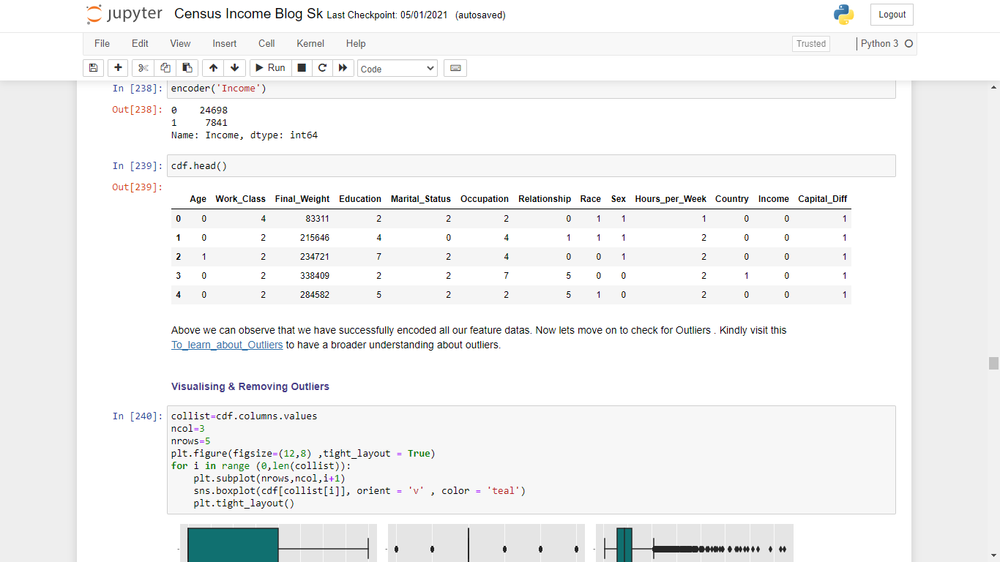 jupyter Census Income Blog Sk Last Checkpoint: 05/01/2021 (autosaved) Logout
File Edit View Insert Cell Kernel Help Trusted Python 3
Run Code
In [238]: encoder('Income')
Out[238]: 0 24698
1 7841
Name: Income, dtype: int64
In [239]: cdf.head()
Out[239]:
Age Work_Class Final_Weight Education Marital_Status Occupation Relationship Race Sex Hours_per_Week Country Income Capital_Diff
0 0 4 83311 2 2 2 0 1 1 1 0 0 1
1 0 2 215646 4 0 4 1 1 1 2 0 0 1
2 1 2 234721 7 2 4 0 0 1 2 0 0 1
3 0 2 338409 2 2 7 5 0 0 2 1 0 1
4 0 2 284582 5 2 2 5 1 0 2 0 0 1
Above we can observe that we have successfully encoded all our feature datas. Now lets move on to check for Outliers . Kindly visit this
To_learn_about_Outliers to have a broader understanding about outliers.
Visualising & Removing Outliers
In [240]: collist=cdf.columns.values
ncol=3
nrows=5
plt.figure(figsize=(12,8) ,tight_layout = True)
for i in range (0,len(collist)):
plt.subplot(nrows,ncol,i+1)
sns.boxplot(cdf[collist[i]], orient = 'v' , color = 'teal')
plt.tight_layout()